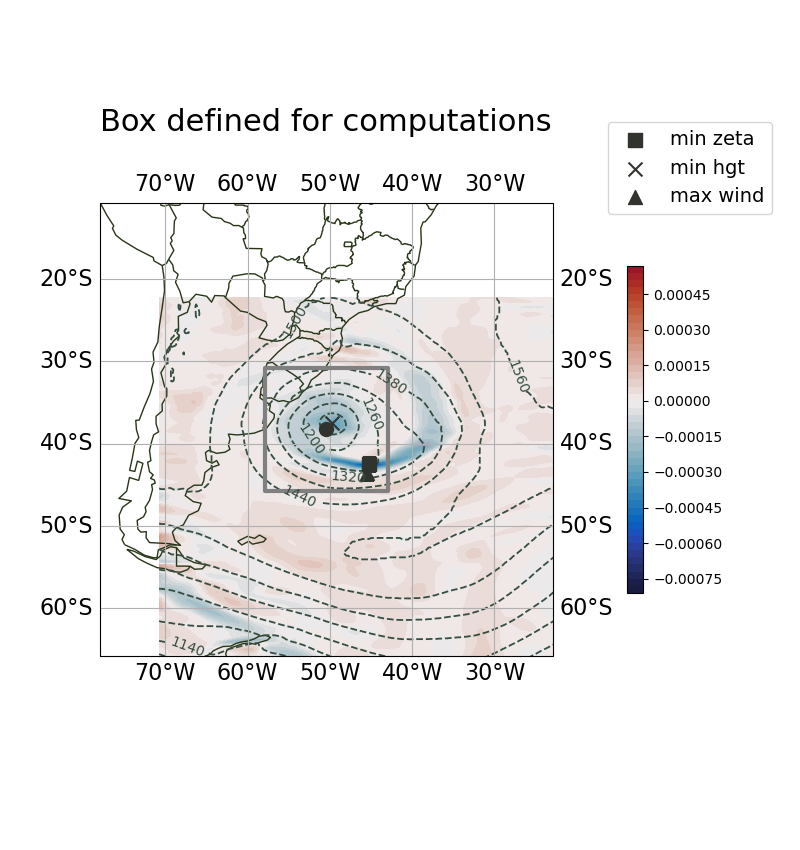 Box defined for computations
min zeta
min hgt
max wind
70°W 60°W 50°W 40°W 30°W
20°S 20°S
30°S 30°S
40°S 40°S
50°S 50°S
60°S 60°S
70°W 60°W 50°W 40°W 30°W
1500
1560
1380
1260
1200
1320
1440
1140
0.00045
0.00030
0.00015
0.00000
−0.00015
−0.00030
−0.00045
−0.00060
−0.00075